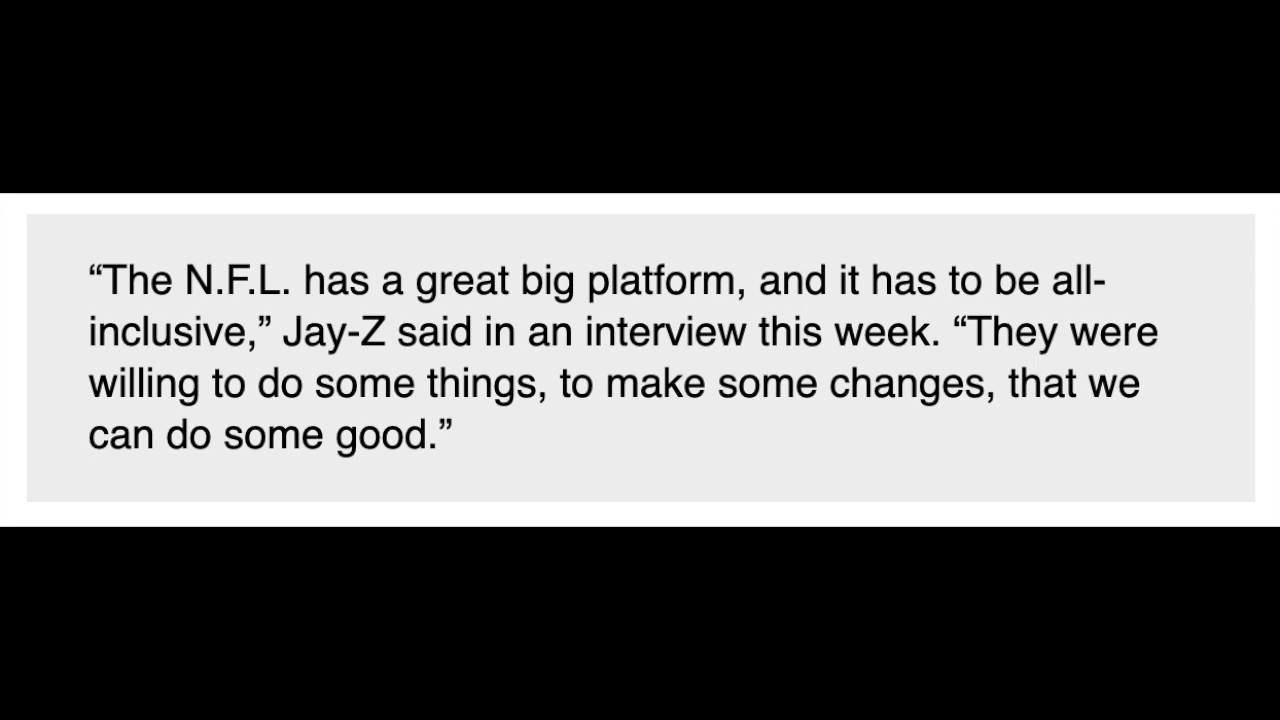 “The N.F.L. has a great big platform, and it has to be all-
inclusive,” Jay-Z said in an interview this week. “They were
willing to do some things, to make some changes, that we
can do some good.”